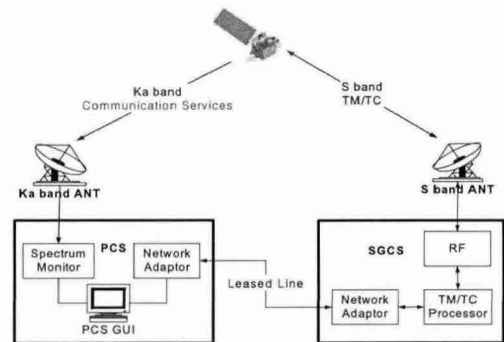 Ka band
Communication Services
S band
TM/TC
Ka band ANT
S band ANT
PCS
Spectrum
Monitor
Network
Adaptor
PCS GUI
Leased Line
SGCS
RF
Network
Adaptor
TM/TC
Processor